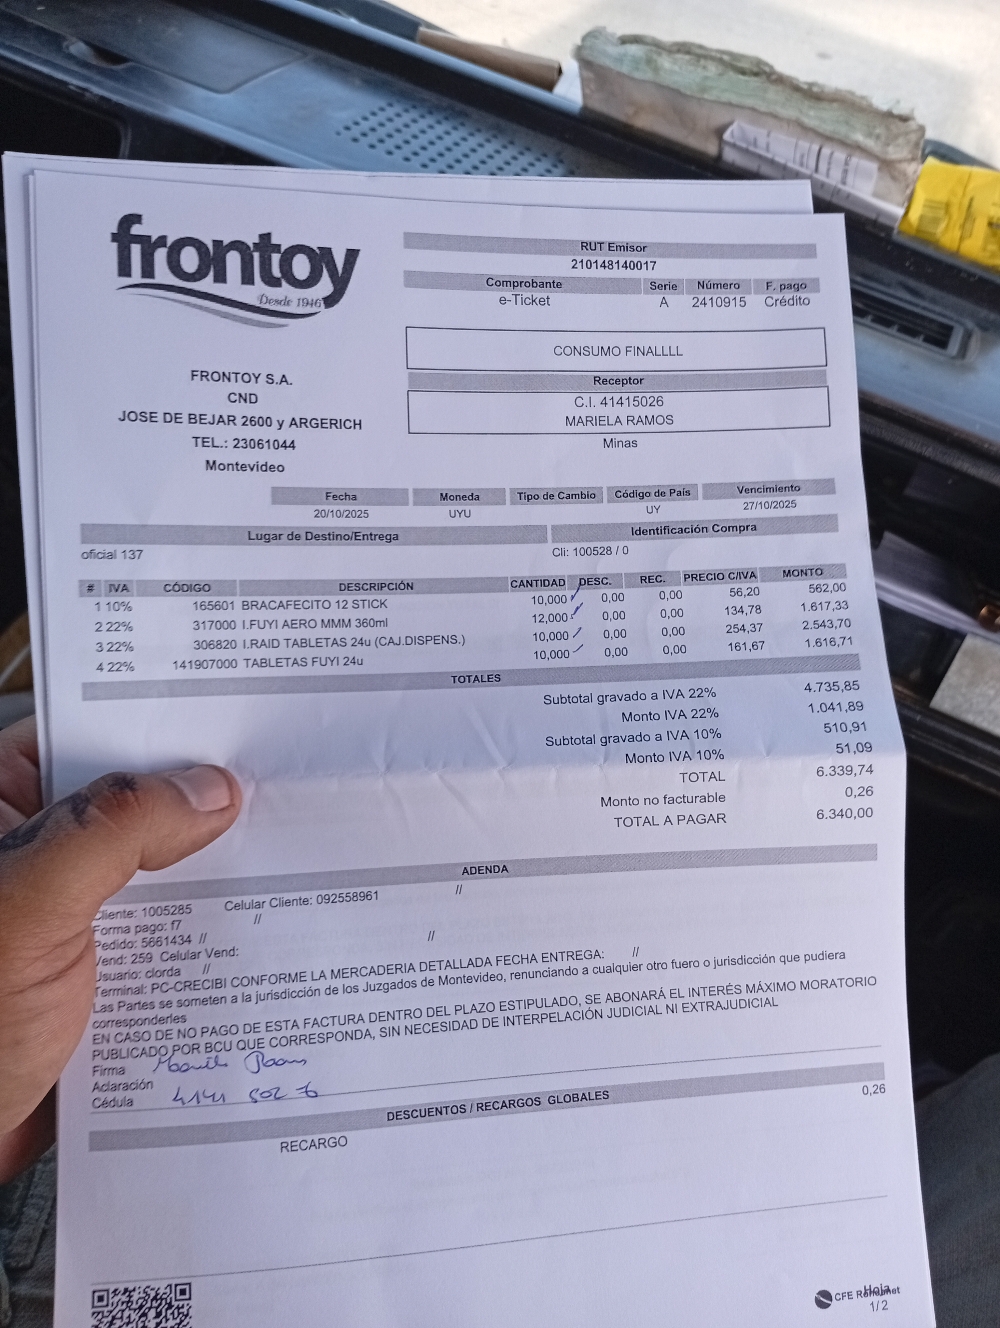 frontoy
Desde 1946
RUT Emisor
210148140017
Comprobante Serie Número F. pago
e-Ticket A 2410915 Crédito
CONSUMO FINALLLL
Receptor
C.I. 41415026
MARIELA RAMOS
Minas
FRONTOY S.A.
CND
JOSE DE BEJAR 2600 y ARGERICH
TEL.: 23061044
Montevideo
Fecha Moneda Tipo de Cambio Código de País Vencimiento
20/10/2025 UYU UY 27/10/2025
Lugar de Destino/Entrega Identificación Compra
oficial 137 Cli: 100528 / 0
# IVA CÓDIGO DESCRIPCIÓN CANTIDAD DESC. REC. PRECIO C/IVA MONTO
1 10% 165601 BRACAFECITO 12 STICK 10,000 0,00 0,00 56,20 562,00
2 22% 317000 I.FUYI AERO MMM 360ml 12,000 0,00 0,00 134,78 1.617,33
3 22% 306820 I.RAID TABLETAS 24u (CAJ.DISPENS.) 10,000 0,00 0,00 254,37 2.543,70
4 22% 141907000 TABLETAS FUYI 24u 10,000 0,00 0,00 161,67 1.616,71
TOTALES
Subtotal gravado a IVA 22% 4.735,85
Monto IVA 22% 1.041,89
Subtotal gravado a IVA 10% 510,91
Monto IVA 10% 51,09
TOTAL 6.339,74
Monto no facturable 0,26
TOTAL A PAGAR 6.340,00
ADENDA
Cliente: 1005285 Celular Cliente: 092558961 //
Forma pago: f7 //
Pedido: 5661434 //
Vend: 259 Celular Vend: //
Usuario: clorda //
Terminal: PC-CRECIBI CONFORME LA MERCADERIA DETALLADA FECHA ENTREGA: //
Las Partes se someten a la jurisdicción de los Juzgados de Montevideo, renunciando a cualquier otro fuero o jurisdicción que pudiera
corresponderles
EN CASO DE NO PAGO DE ESTA FACTURA DENTRO DEL PLAZO ESTIPULADO, SE ABONARÁ EL INTERÉS MÁXIMO MORATORIO
PUBLICADO POR BCU QUE CORRESPONDA, SIN NECESIDAD DE INTERPELACIÓN JUDICIAL NI EXTRAJUDICIAL
Firma
Aclaración
Cédula 4141 502 6
DESCUENTOS / RECARGOS GLOBALES
RECARGO 0,26
CFE
Hoja
1/2